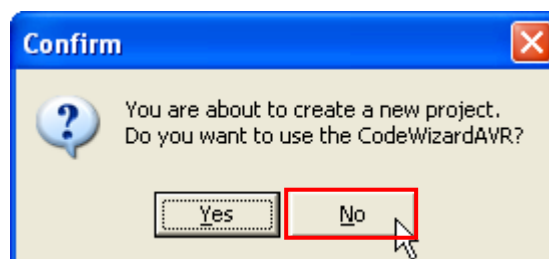 Confirm
You are about to create a new project.
Do you want to use the CodeWizardAVR?
Yes No